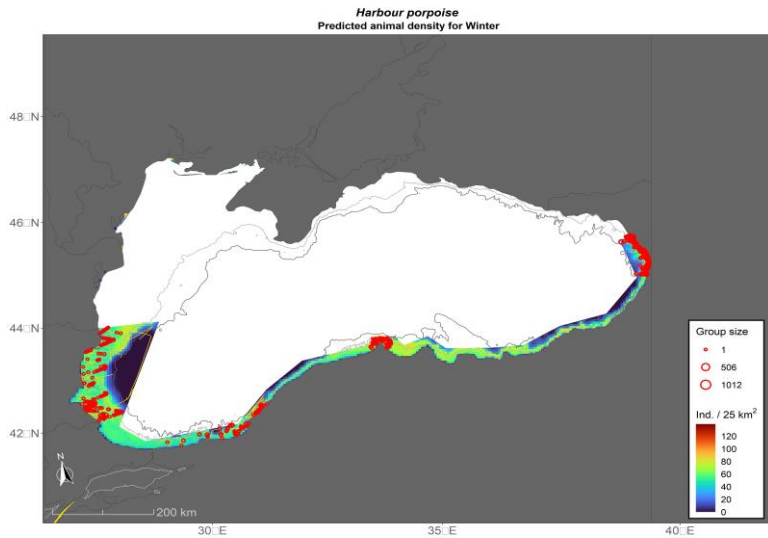 Harbour porpoise
Predicted animal density for Winter
48□N
46□N
44□N
42□N
30□E
35□E
40□E
N
200 km
Group size
1
506
1012
Ind. / 25 km²
120
100
80
60
40
20
0